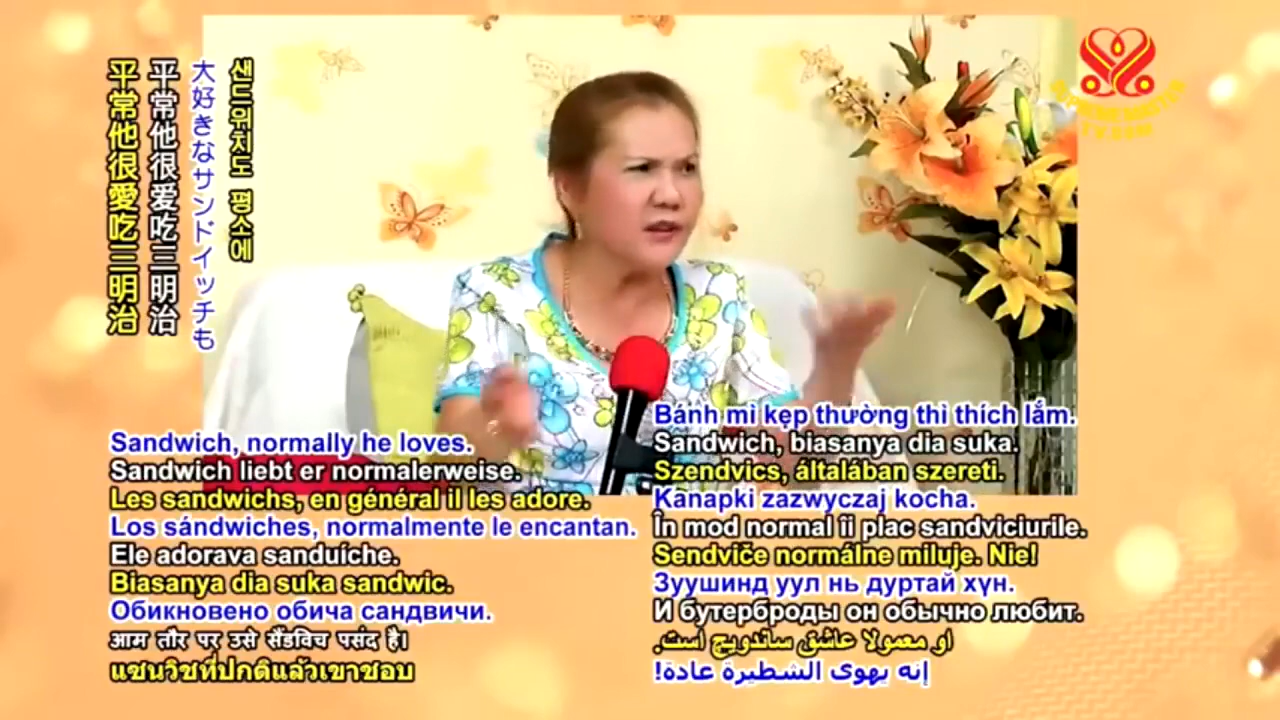 샌드위치도 평소에
大好きなサンドイッチも
平常他很爱吃三明治
平常他很愛吃三明治
Sandwich, normally he loves.
Sandwich liebt er normalerweise.
Les sandwichs, en général il les adore.
Los sándwiches, normalmente le encantan.
Ele adorava sanduíche.
Biasanya dia suka sandwic.
Обикновено обича сандвичи.
आम तौर पर उसे सैंडविच पसंद है।
แซนวิชที่ปกติแล้วเขาชอบ
Bánh mì kẹp thường thì thích lắm.
Sandwich, biasanya dia suka.
Szendvics, általában szereti.
Kanapki zazwyczaj kocha.
În mod normal îi plac sandviciurile.
Sendviče normálne miluje. Nie!
Зуушинд уул нь дуртай хүн.
И бутерброды он обычно любит.
او معمولا عاشق ساندویچ است.
إنه يهوى الشطيرة عادة!
SUPREMEMASTER
TV.COM